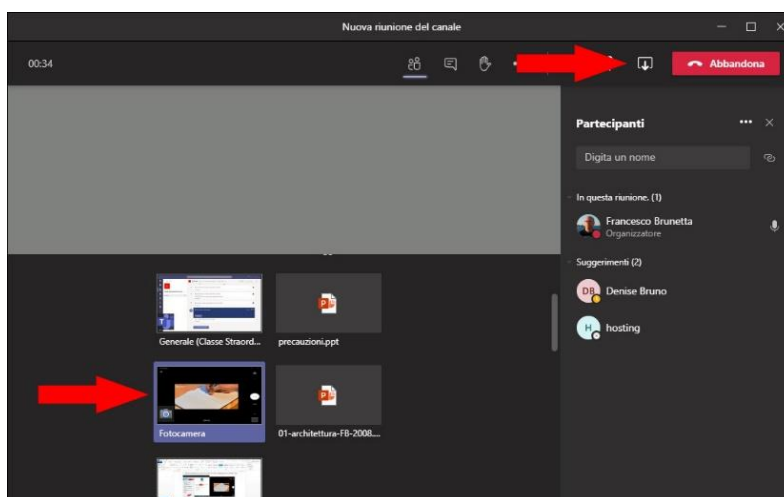 Nuova riunione del canale
00:34
Abbandona
Partecipanti
Digita un nome
In questa riunione. (1)
Francesco Brunetta
Organizzatore
Suggerimenti (2)
DB
Denise Bruno
H
hosting
Generale (Classe Straord...
precauzioni.ppt
Fotocamera
01-architettura-FB-2008....